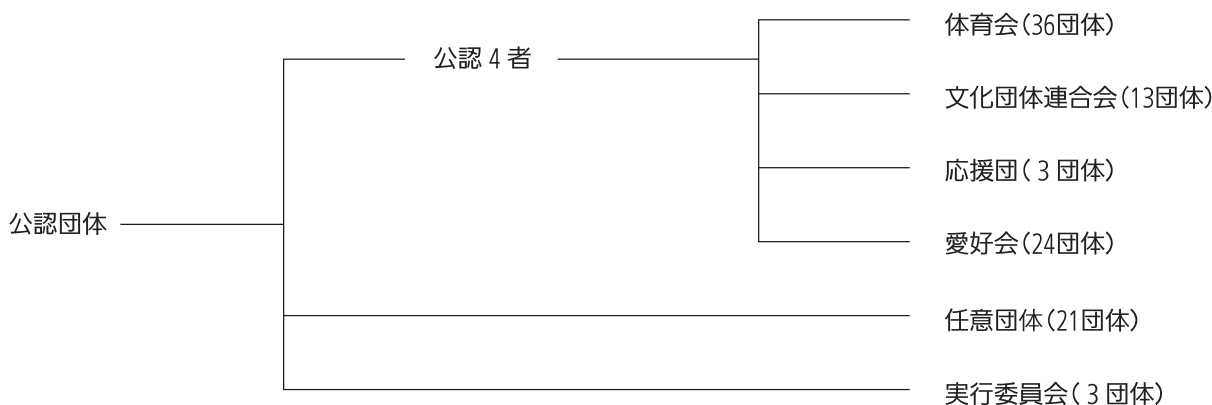 公認団体
公認 4 者
体育会(36団体)
文化団体連合会(13団体)
応援団( 3 団体)
愛好会(24団体)
任意団体(21団体)
実行委員会( 3 団体)